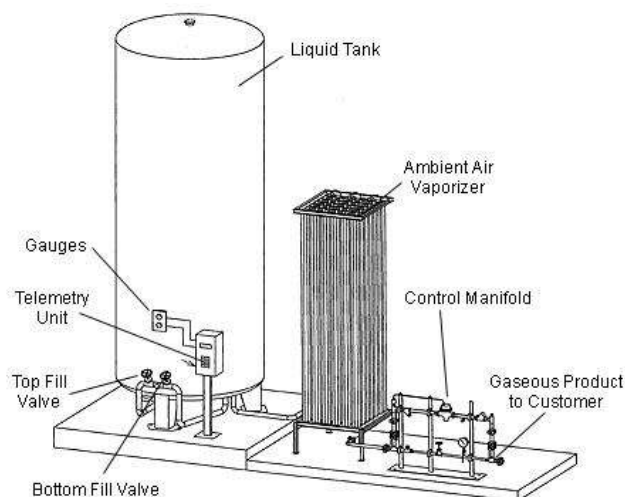 Liquid Tank
Ambient Air
Vaporizer
Gauges
Telemetry
Unit
Control Manifold
Top Fill
Valve
Gaseous Product
to Customer
Bottom Fill Valve